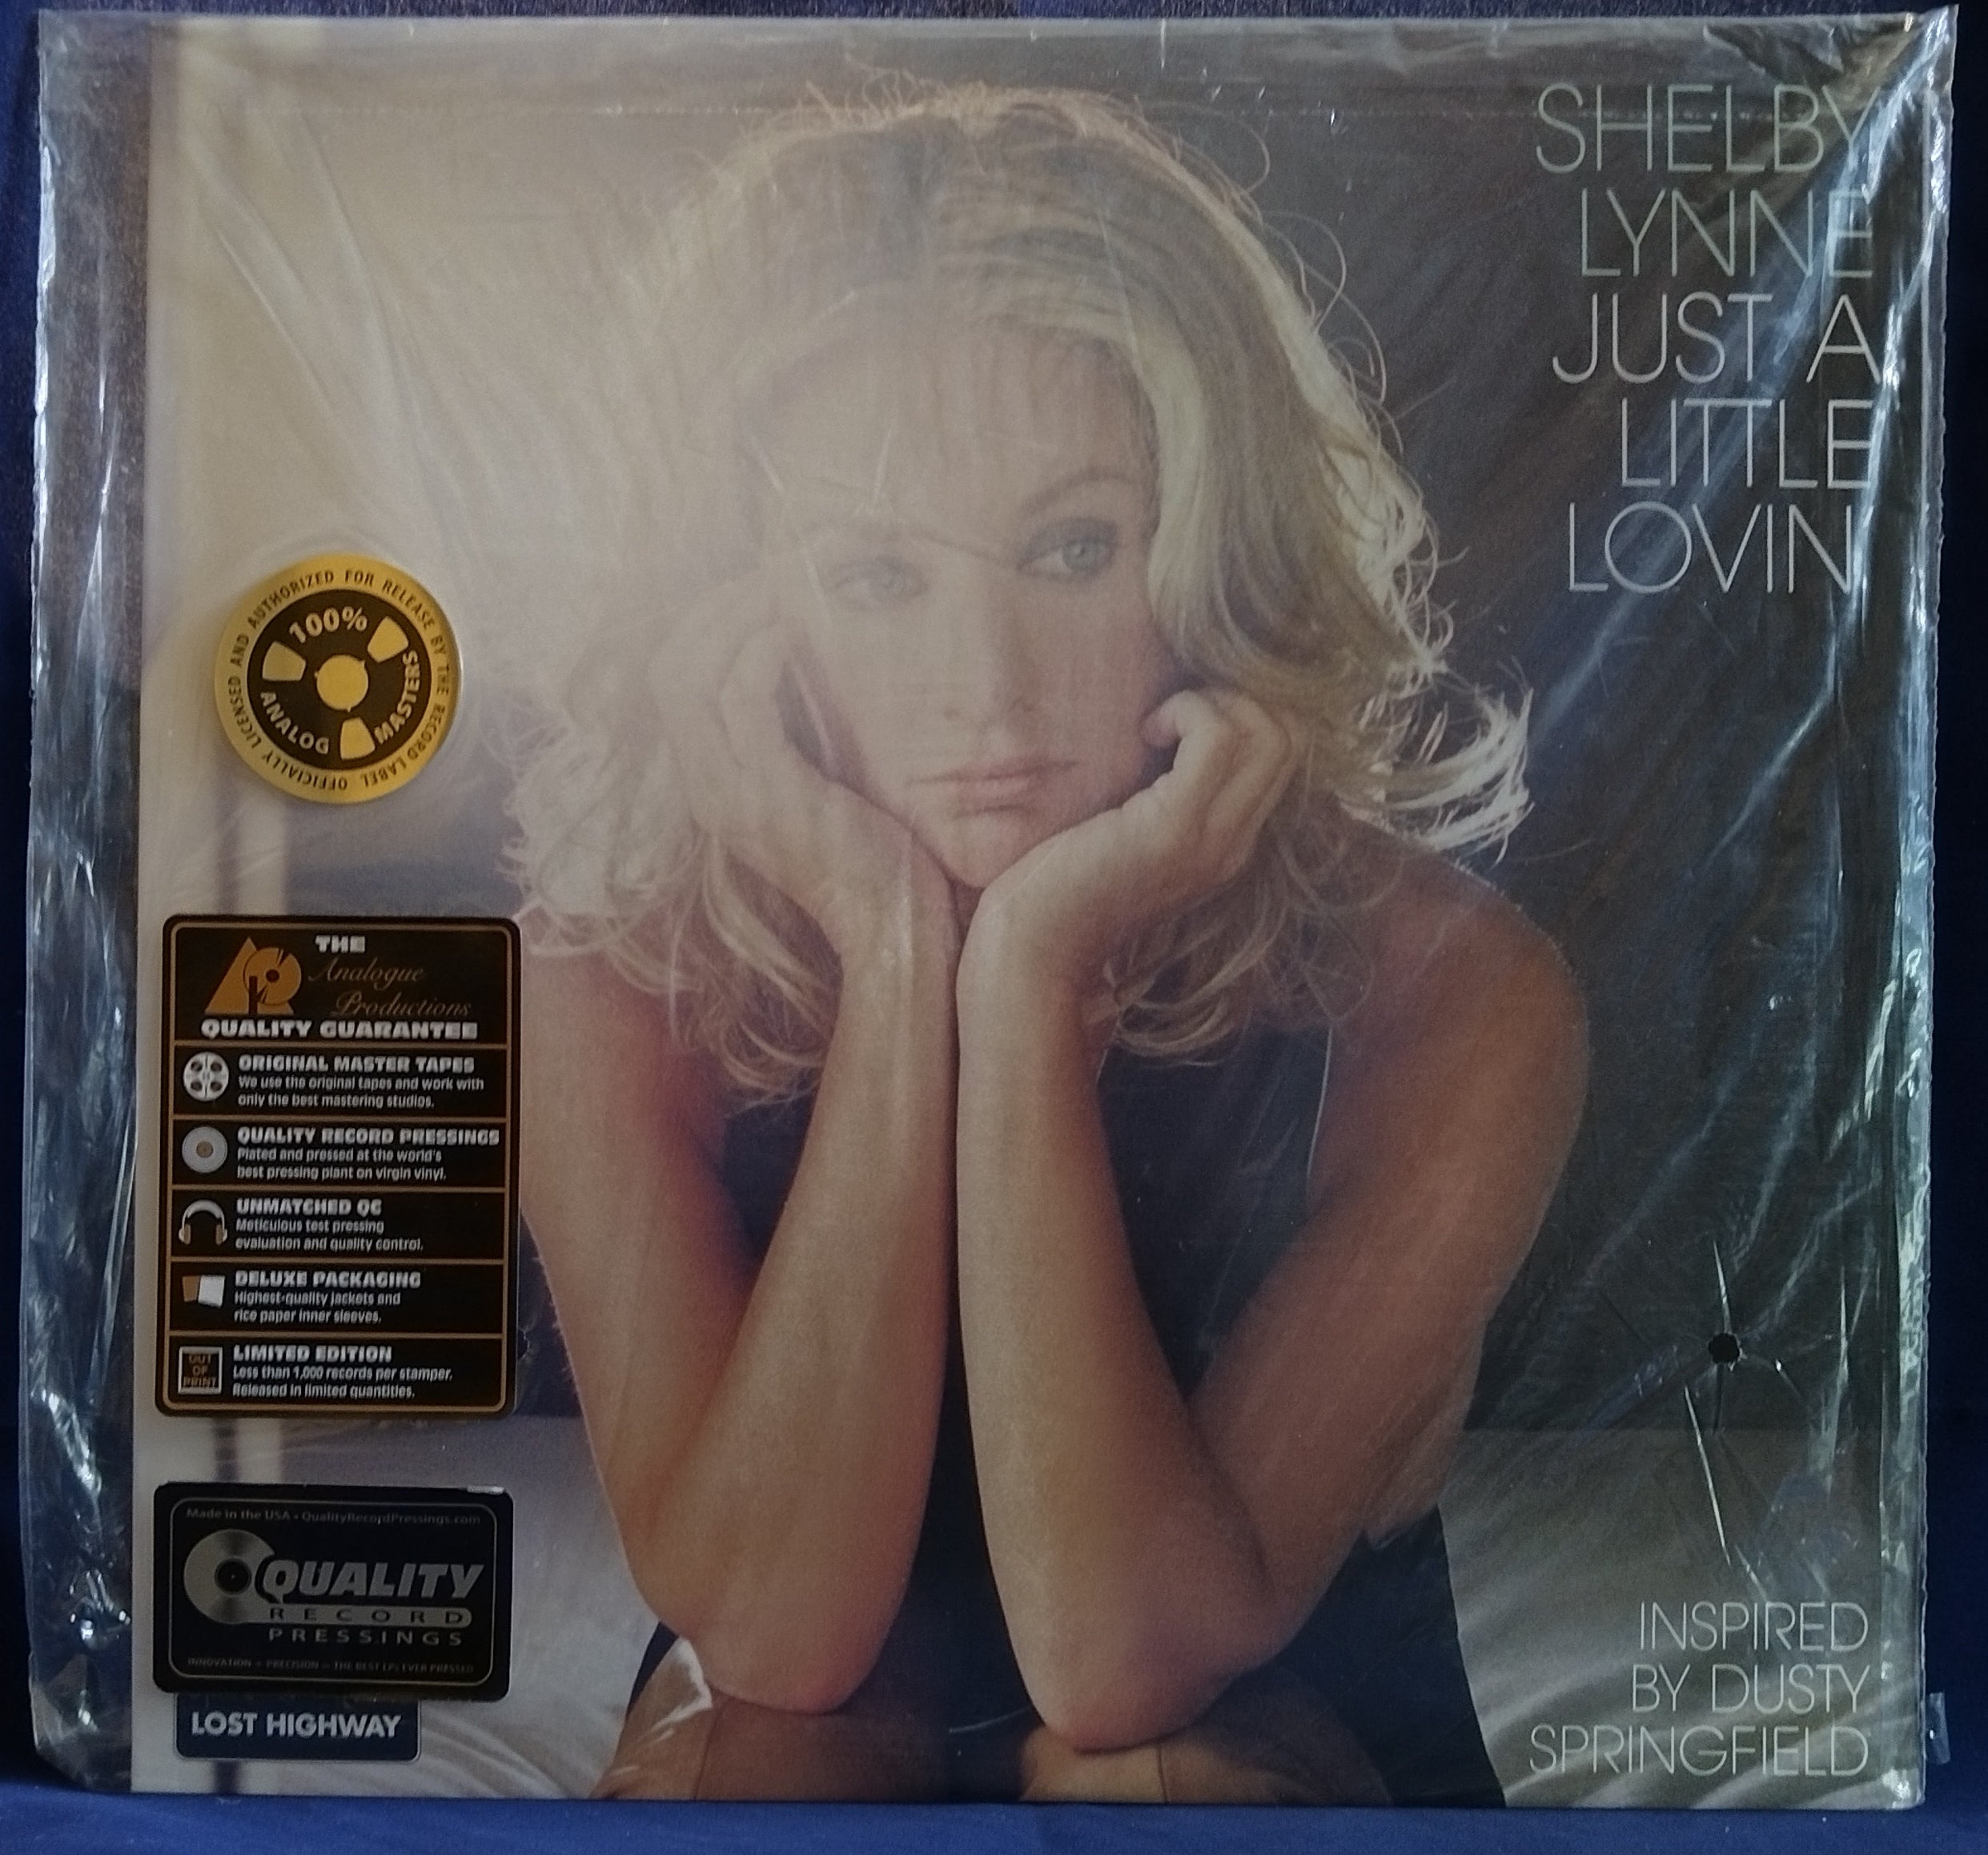 SHELBY
LYNNE
JUST A
LITTLE
LOVIN'
OFFICIALLY LICENSED AND AUTHORIZED FOR RELEASE BY THE RECORD LABEL
100%
ANALOG
MASTERS
THE
Analogue
Productions
QUALITY GUARANTEE
ORIGINAL MASTER TAPES
We use the original tapes and work with
only the best mastering studios.
QUALITY RECORD PRESSINGS
Plated and pressed at the world's
best pressing plant on virgin vinyl.
UNMATCHED QC
Meticulous test pressing
evaluation and quality control.
DELUXE PACKAGING
Highest-quality jackets and
rice paper inner sleeves.
OUT
OF
PRINT
LIMITED EDITION
Less than 1,000 records per stamper.
Released in limited quantities.
Made in the USA • QualityRecordPressings.com
QUALITY
RECORD
PRESSINGS
INNOVATION + PRECISION = THE BEST LPs EVER PRESSED
LOST HIGHWAY
INSPIRED
BY DUSTY
SPRINGFIELD